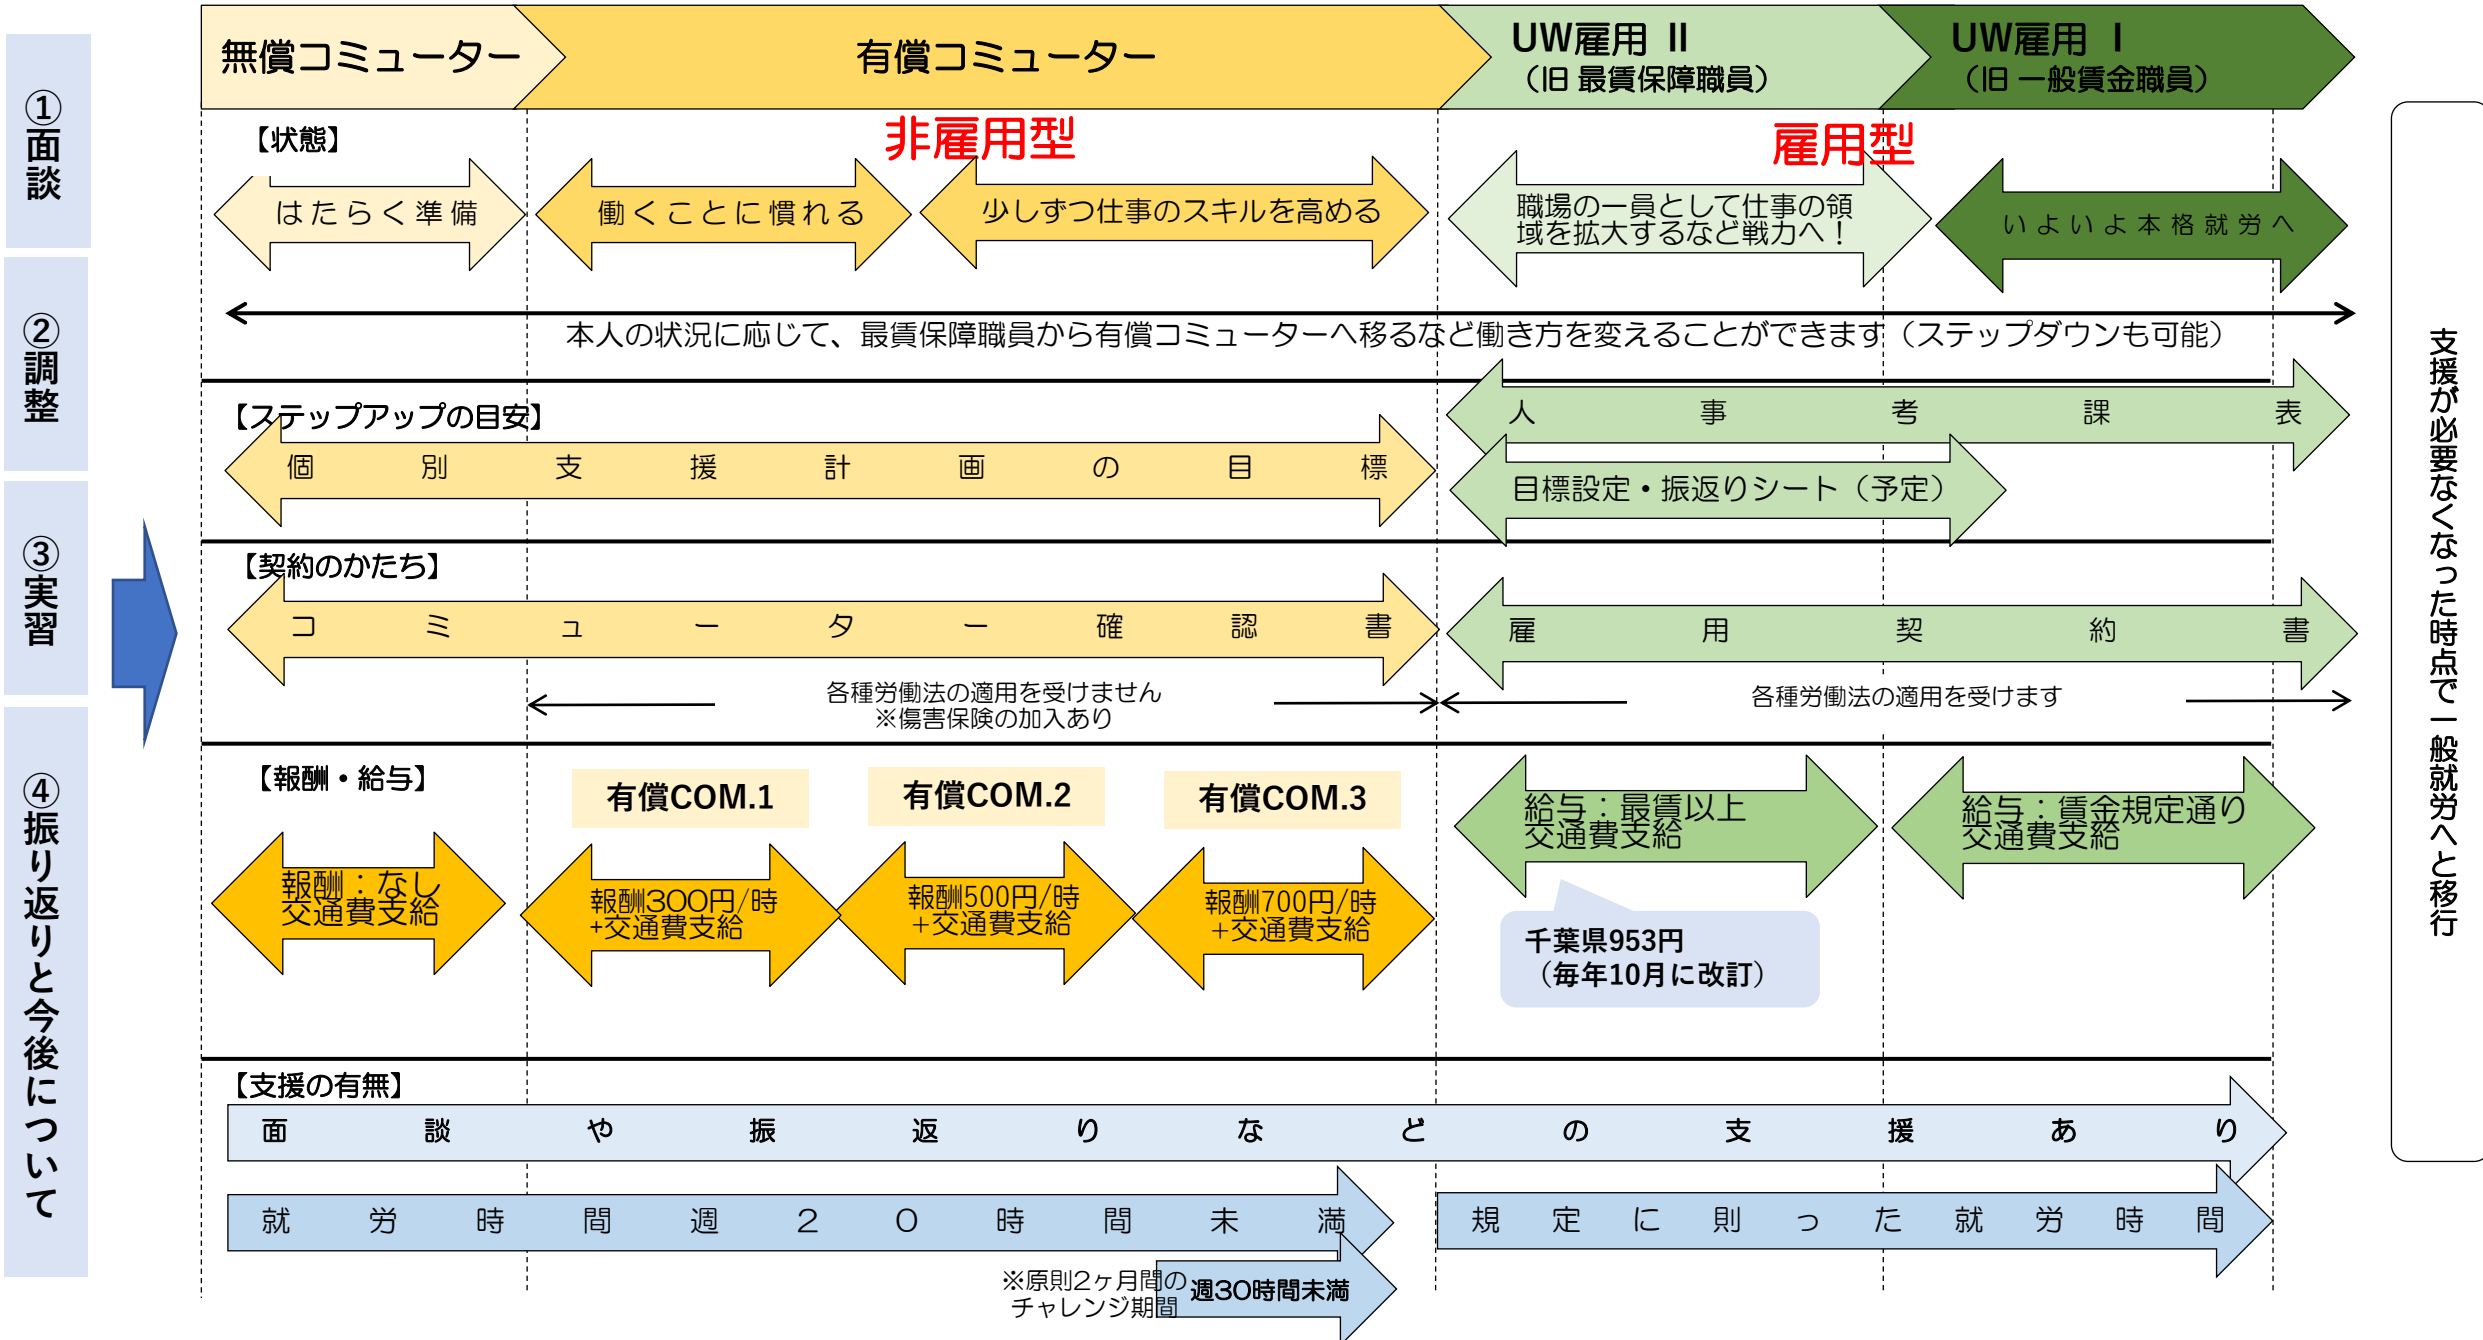 ①面談
②調整
③実習
④振り返りと今後について
無償コミューター
有償コミューター
UW雇用 Ⅱ
（旧 最賃保障職員）
UW雇用 Ⅰ
（旧 一般賃金職員）
【状態】
非雇用型
雇用型
はたらく準備
働くことに慣れる
少しずつ仕事のスキルを高める
職場の一員として仕事の領
域を拡大するなど戦力へ！
いよいよ本格就労へ
本人の状況に応じて、最賃保障職員から有償コミューターへ移るなど働き方を変えることができます（ステップダウンも可能）
【ステップアップの目安】
個別支援計画の目標
人事考課表
目標設定・振返りシート（予定）
【契約のかたち】
コミューター確認書
雇用契約書
各種労働法の適用を受けません
※傷害保険の加入あり
各種労働法の適用を受けます
【報酬・給与】
有償COM.1
有償COM.2
有償COM.3
報酬：なし
交通費支給
報酬300円/時
+交通費支給
報酬500円/時
+交通費支給
報酬700円/時
+交通費支給
給与：最賃以上
交通費支給
給与：賃金規定通り
交通費支給
千葉県953円
（毎年10月に改訂）
【支援の有無】
面談や振返りなどの支援あり
就労時間週２０時間未満
規定に則った就労時間
※原則2ヶ月間の
チャレンジ期間
週30時間未満
支援が必要なくなった時点で一般就労へと移行